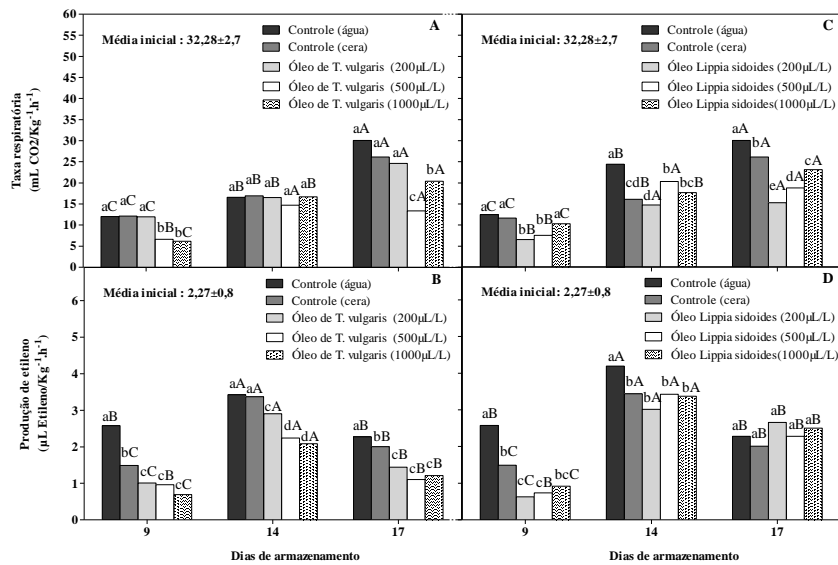 60
55
50
45
40
35
30
25
20
15
10
5
0
Taxa respiratória
(mL CO2/Kg⁻¹.h⁻¹)
Média inicial : 32,28±2,7
A
Controle (água)
Controle (cera)
Óleo de T. vulgaris (200µL/L)
Óleo de T. vulgaris (500µL/L)
Óleo de T. vulgaris (1000µL/L)
aC aC aC bB bC
aB aB aB aA aB
aA aA aA cA bA
Média inicial : 32,28±2,7
C
Controle (água)
Controle (cera)
Óleo Lippia sidoides (200µL/L)
Óleo Lippia sidoides (500µL/L)
Óleo Lippia sidoides(1000µL/L)
aC aC bB bB aC
aB cdB dA bA bcB
aA bA eA dA cA
6
5
4
3
2
1
0
Produção de etileno
(µL Etileno/Kg⁻¹.h⁻¹)
Média inicial : 2,27±0,8
B
Controle (água)
Controle (cera)
Óleo de T. vulgaris (200µL/L)
Óleo de T. vulgaris (500µL/L)
Óleo de T. vulgaris (1000µL/L)
aB bC cC cB cC
aA aA cA dA dA
aB bB cB cB cB
9 14 17
Dias de armazenamento
Média inicial: 2,27±0,8
D
Controle (água)
Controle (cera)
Óleo Lippia sidoides (200µL/L)
Óleo Lippia sidoides (500µL/L)
Óleo Lippia sidoides(1000µL/L)
aB bC cC cB bcC
aA bA bA bA bA
aB aB aB aB aB
9 14 17
Dias de armazenamento